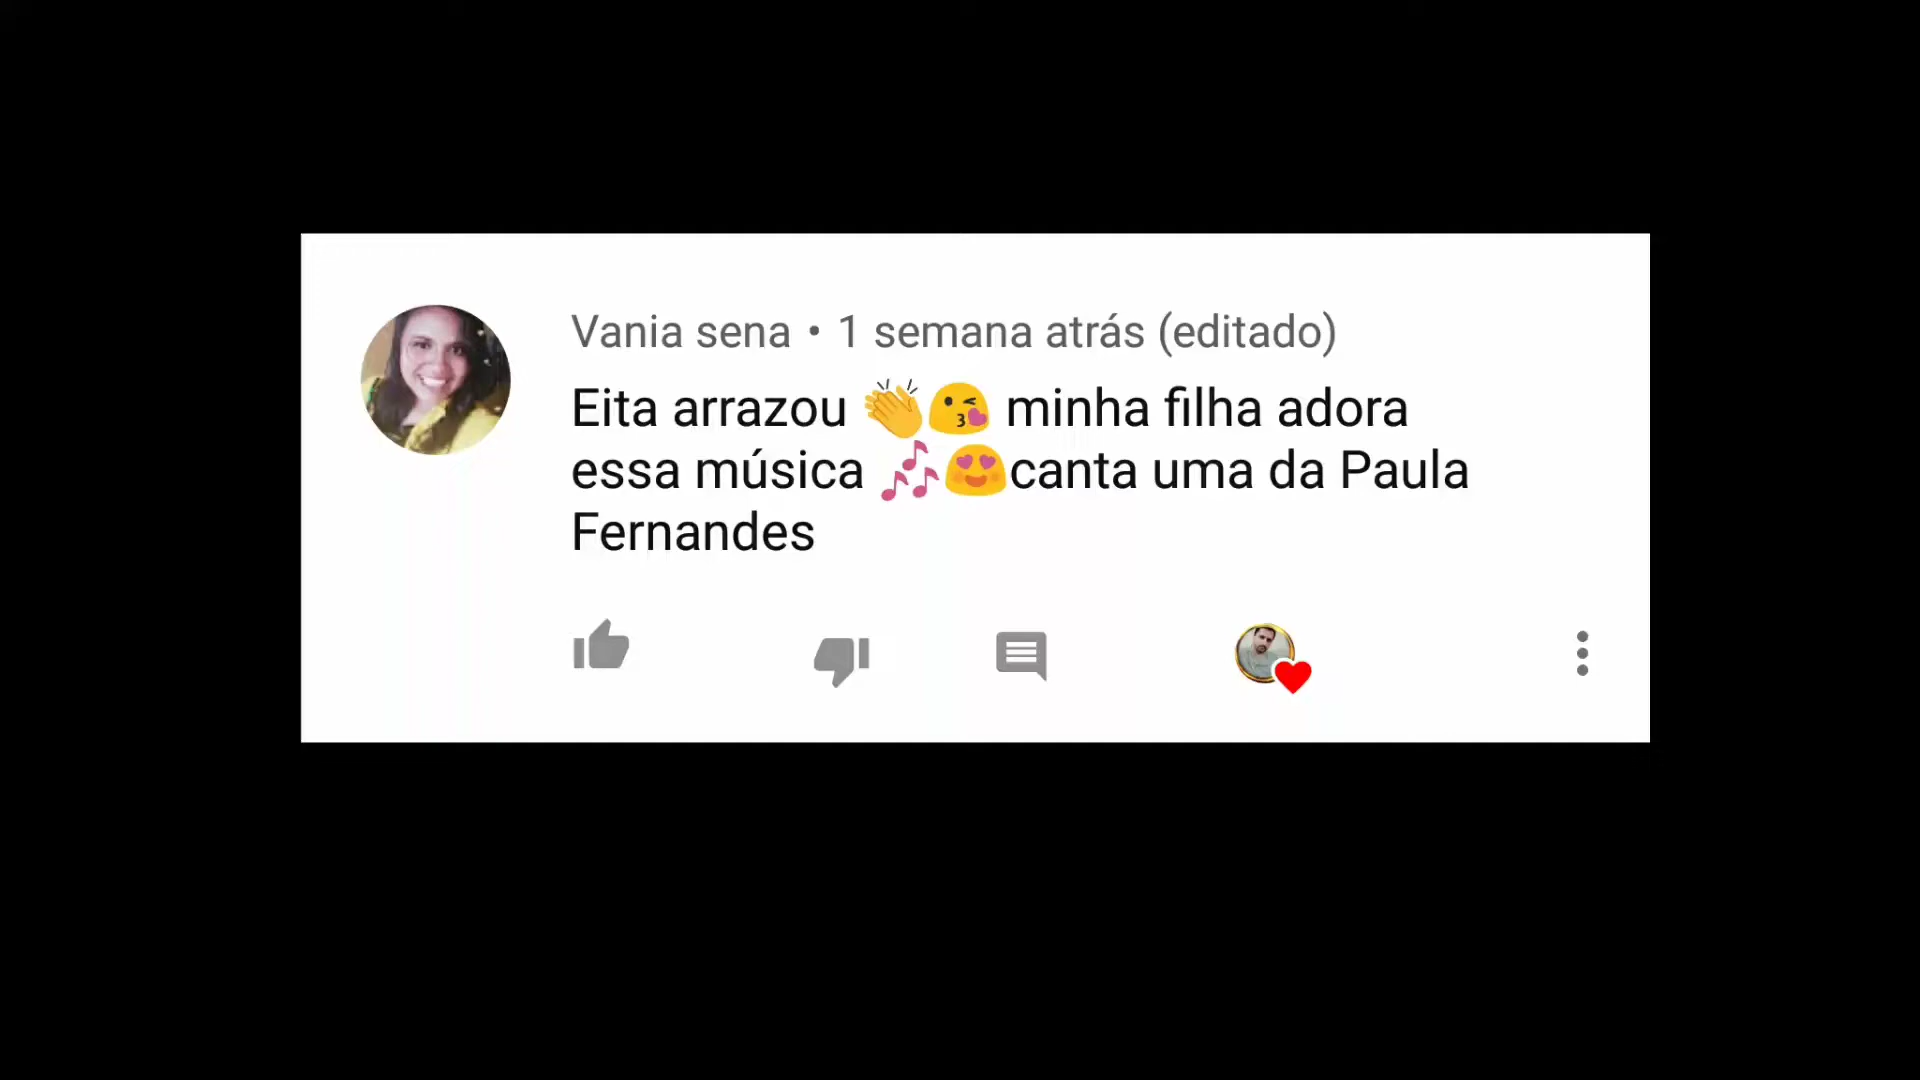 Vania sena • 1 semana atrás (editado)
Eita arrazou 👏😘 minha filha adora
essa música 🎶😍canta uma da Paula
Fernandes